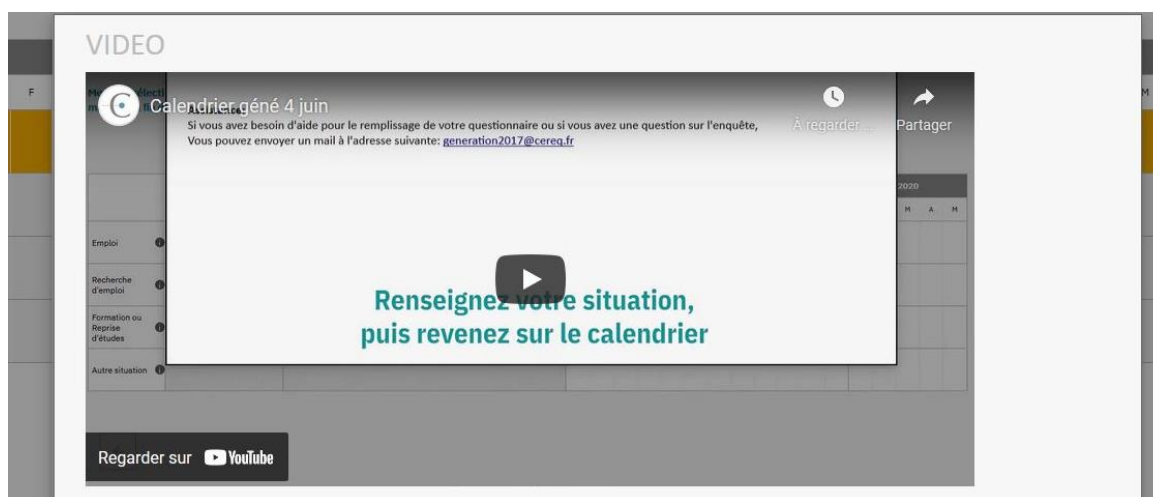 VIDEO
F
M
Calendrier géné 4 juin
À regarder ...
Partager
Si vous avez besoin d'aide pour le remplissage de votre questionnaire ou si vous avez une question sur l'enquête,
Vous pouvez envoyer un mail à l'adresse suivante: generation2017@cereq.fr
2020
M A M
Emploi
Recherche
d'emploi
Formation ou
Reprise
d'études
Autre situation
Renseignez votre situation,
puis revenez sur le calendrier
Regarder sur YouTube